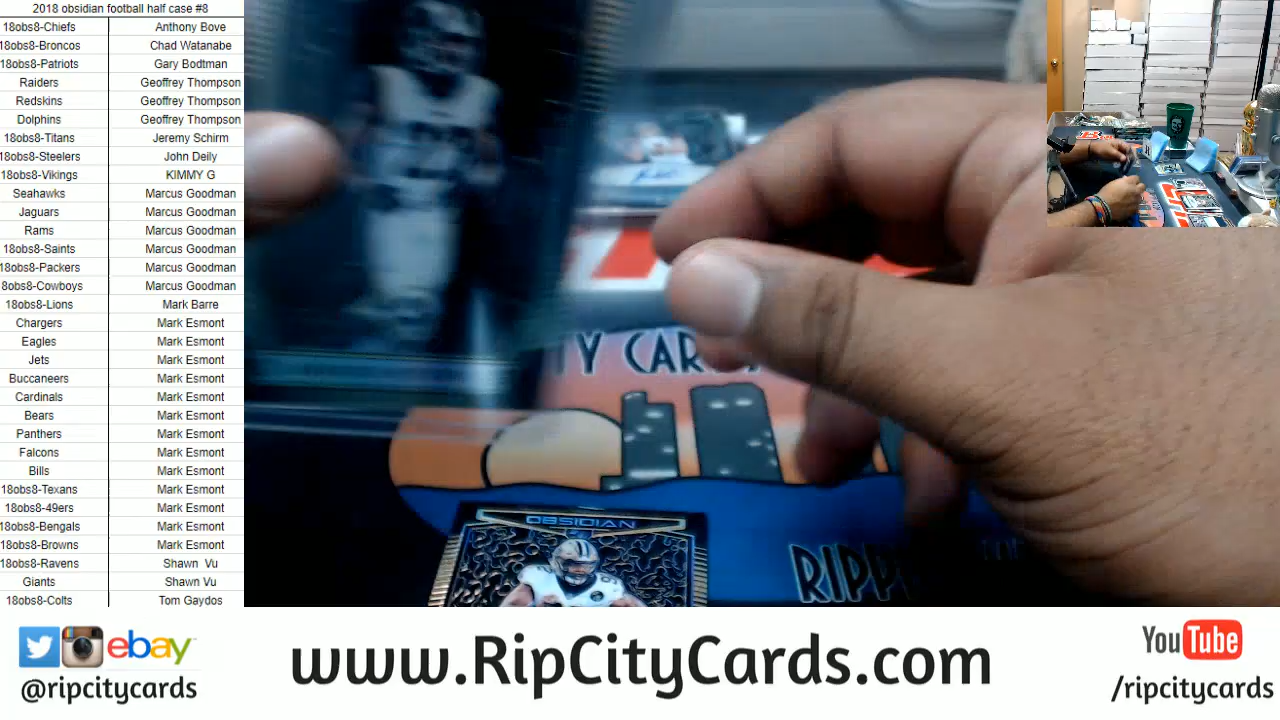 2018 obsidian football half case #8
18obs8-Chiefs Anthony Bove
18obs8-Broncos Chad Watanabe
18obs8-Patriots Gary Bodtman
Raiders Geoffrey Thompson
Redskins Geoffrey Thompson
Dolphins Geoffrey Thompson
18obs8-Titans Jeremy Schirm
18obs8-Steelers John Deily
18obs8-Vikings KIMMY G
Seahawks Marcus Goodman
Jaguars Marcus Goodman
Rams Marcus Goodman
18obs8-Saints Marcus Goodman
18obs8-Packers Marcus Goodman
8obs8-Cowboys Marcus Goodman
18obs8-Lions Mark Barre
Chargers Mark Esmont
Eagles Mark Esmont
Jets Mark Esmont
Buccaneers Mark Esmont
Cardinals Mark Esmont
Bears Mark Esmont
Panthers Mark Esmont
Falcons Mark Esmont
Bills Mark Esmont
18obs8-Texans Mark Esmont
18obs8-49ers Mark Esmont
18obs8-Bengals Mark Esmont
18obs8-Browns Mark Esmont
18obs8-Ravens Shawn Vu
Giants Shawn Vu
18obs8-Colts Tom Gaydos
TY CAR
OBSIDIAN
RIPP
ebay
@ripcitycards
www.RipCityCards.com
YouTube
/ripcitycards